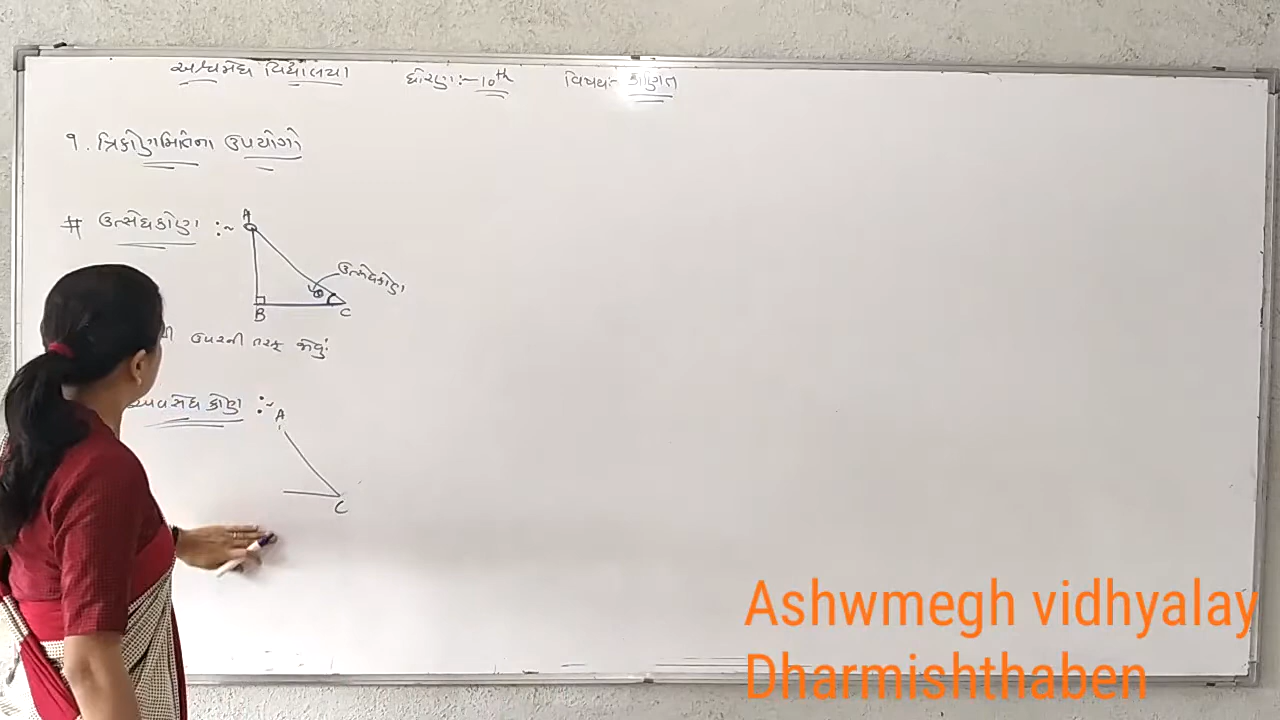 અશ્વમેઘ વિદ્યાલય ધોરણ :- 10th વિષય: ગણિત
૧. ત્રિકોણમિતિના ઉપયોગો
# ઉત્સેધકોણ :~
A
ઉત્સેધકોણ
θ
B C
ઉપરની તરફ જોવું.
અવસેધ કોણ :~
A
C
Ashwmegh vidhyalay
Dharmishthaben